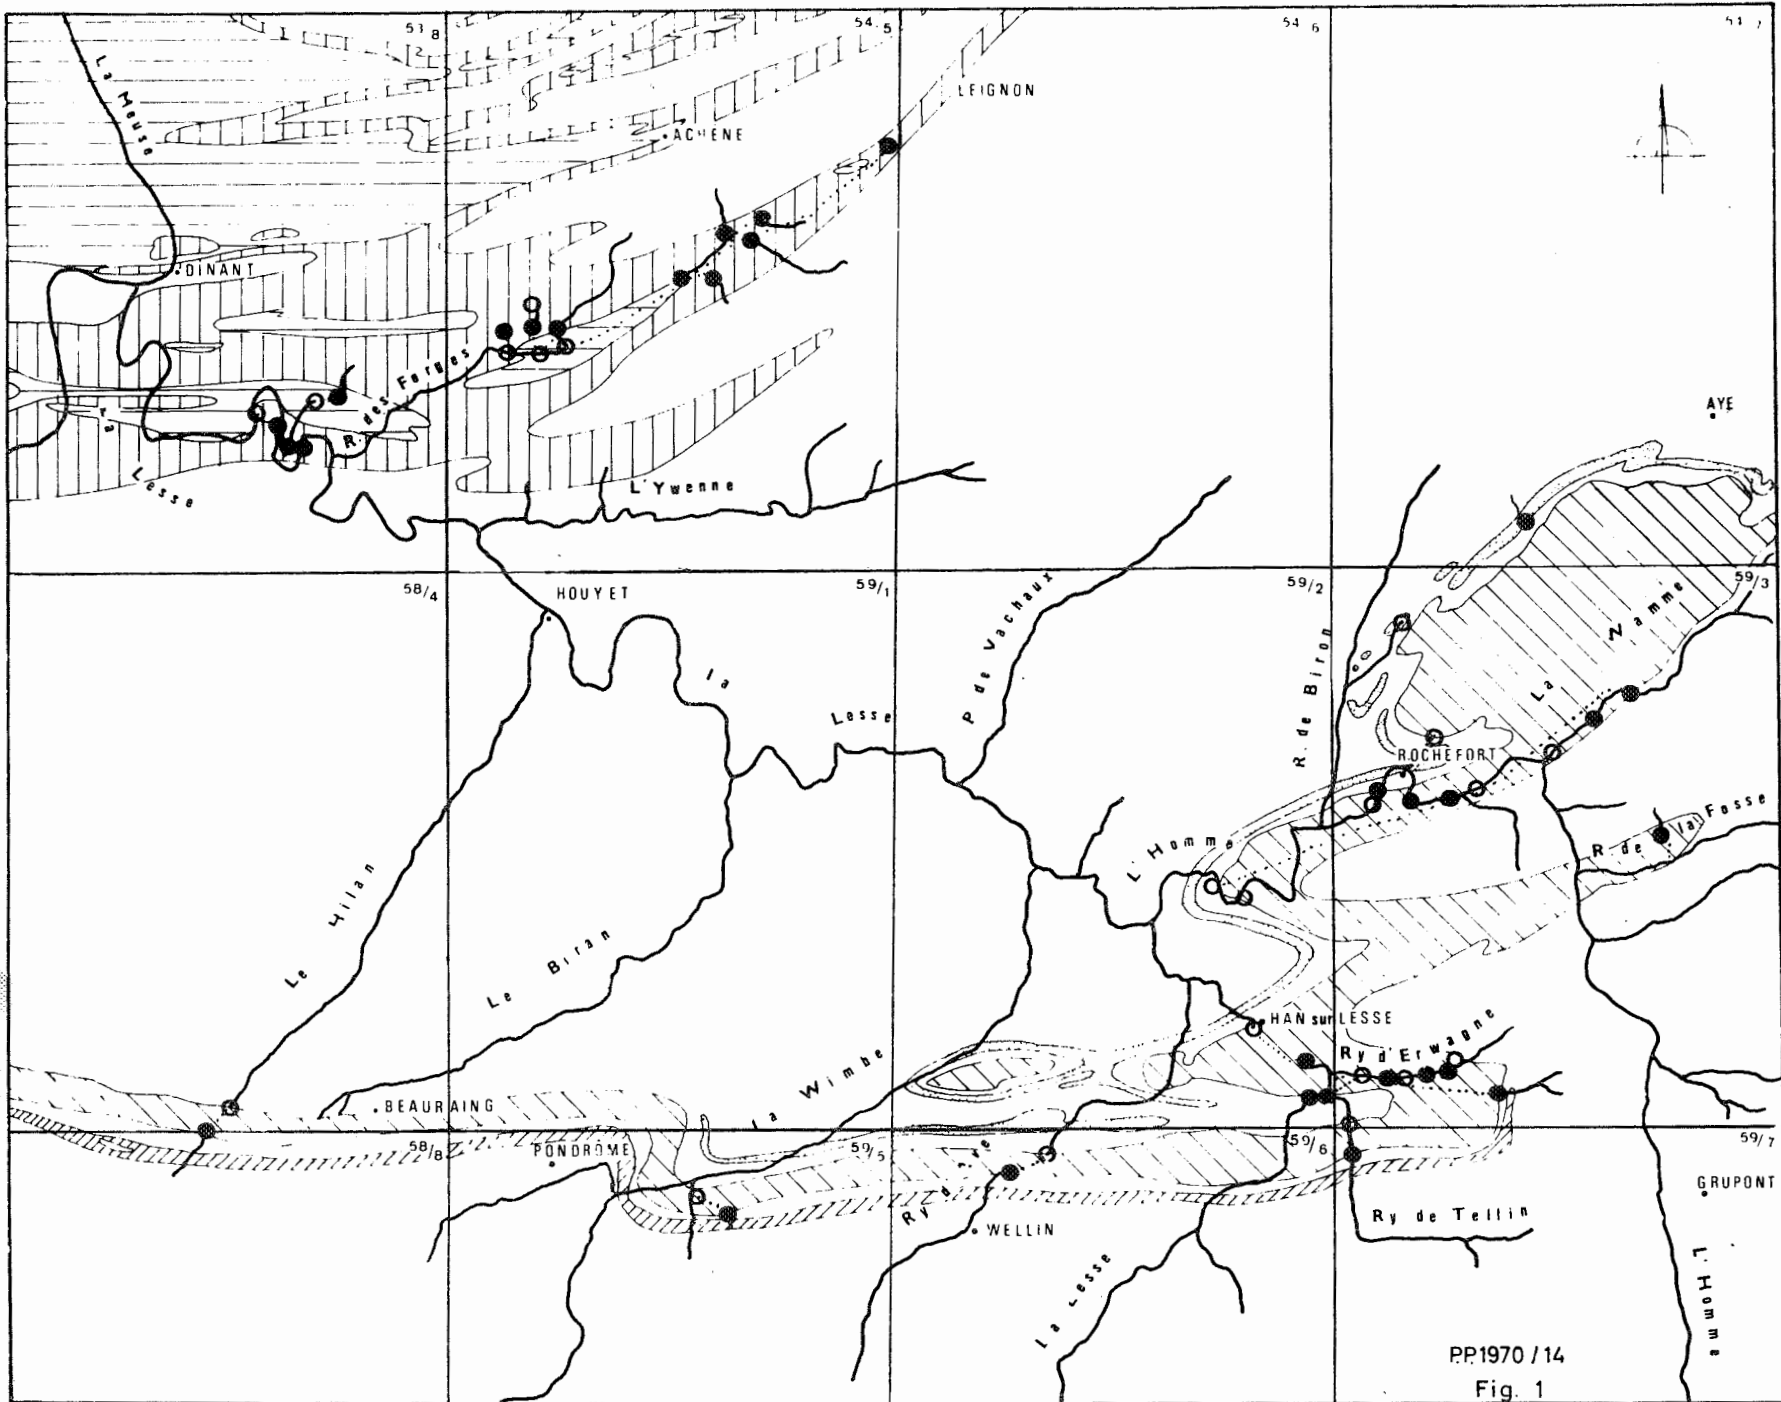 53 8
54.5
54 6
La Meuse
LEIGNON
ACHÊNE
DINANT
R. des Forges
AYE
La
Lesse
L'Ywenne
58/4
59/1
59/2
59/3
HOUYET
P. de Vachaux
R. de Biron
La Wamme
la
Lesse
ROCHEFORT
R. de la Fosse
L'Homme
Le Hilan
Le Biran
HAN sur LESSE
Ry d'Erwagne
La Wimbe
BEAURAING
58/8
PONDROME
59/5
59/6
59/7
GRUPONT
WELLIN
Ry de Tellin
La Lesse
L'Homme
P.P.1970/14
Fig. 1